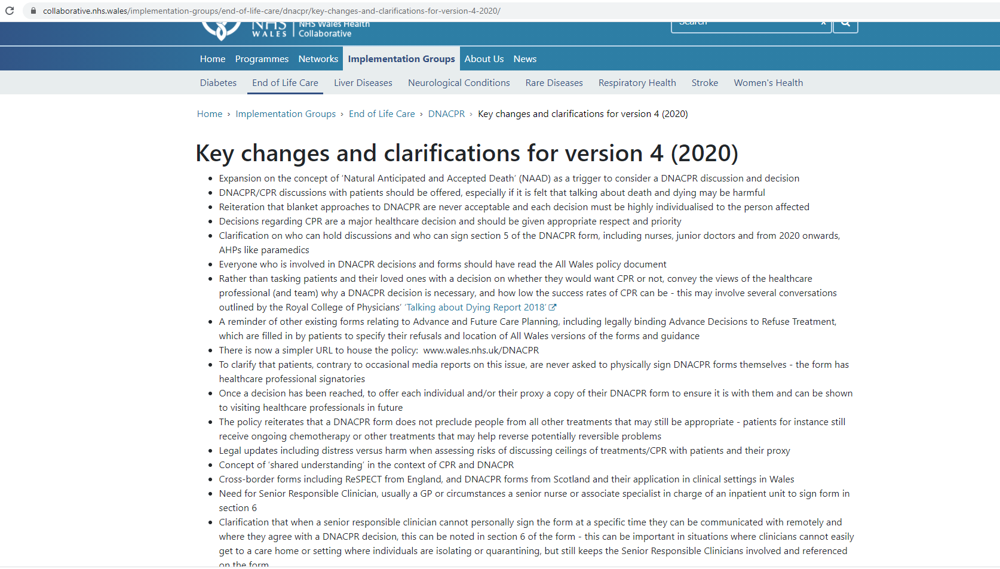 collaborative.nhs.wales/implementation-groups/end-of-life-care/dnacpr/key-changes-and-clarifications-for-version-4-2020/
NHS WALES
NHS Wales Health Collaborative
Search
x
Home Programmes Networks Implementation Groups About Us News
Diabetes End of Life Care Liver Diseases Neurological Conditions Rare Diseases Respiratory Health Stroke Women's Health
Home › Implementation Groups › End of Life Care › DNACPR › Key changes and clarifications for version 4 (2020)
Key changes and clarifications for version 4 (2020)
• Expansion on the concept of ‘Natural Anticipated and Accepted Death’ (NAAD) as a trigger to consider a DNACPR discussion and decision
• DNACPR/CPR discussions with patients should be offered, especially if it is felt that talking about death and dying may be harmful
• Reiteration that blanket approaches to DNACPR are never acceptable and each decision must be highly individualised to the person affected
• Decisions regarding CPR are a major healthcare decision and should be given appropriate respect and priority
• Clarification on who can hold discussions and who can sign section 5 of the DNACPR form, including nurses, junior doctors and from 2020 onwards,
AHPs like paramedics
• Everyone who is involved in DNACPR decisions and forms should have read the All Wales policy document
• Rather than tasking patients and their loved ones with a decision on whether they would want CPR or not, convey the views of the healthcare
professional (and team) why a DNACPR decision is necessary, and how low the success rates of CPR can be - this may involve several conversations
outlined by the Royal College of Physicians’ ‘Talking about Dying Report 2018’
• A reminder of other existing forms relating to Advance and Future Care Planning, including legally binding Advance Decisions to Refuse Treatment,
which are filled in by patients to specify their refusals and location of All Wales versions of the forms and guidance
• There is now a simpler URL to house the policy: www.wales.nhs.uk/DNACPR
• To clarify that patients, contrary to occasional media reports on this issue, are never asked to physically sign DNACPR forms themselves - the form has
healthcare professional signatories
• Once a decision has been reached, to offer each individual and/or their proxy a copy of their DNACPR form to ensure it is with them and can be shown
to visiting healthcare professionals in future
• The policy reiterates that a DNACPR form does not preclude people from all other treatments that may still be appropriate - patients for instance still
receive ongoing chemotherapy or other treatments that may help reverse potentially reversible problems
• Legal updates including distress versus harm when assessing risks of discussing ceilings of treatments/CPR with patients and their proxy
• Concept of ‘shared understanding’ in the context of CPR and DNACPR
• Cross-border forms including ReSPECT from England, and DNACPR forms from Scotland and their application in clinical settings in Wales
• Need for Senior Responsible Clinician, usually a GP or circumstances a senior nurse or associate specialist in charge of an inpatient unit to sign form in
section 6
• Clarification that when a senior responsible clinician cannot personally sign the form at a specific time they can be communicated with remotely and
where they agree with a DNACPR decision, this can be noted in section 6 of the form - this can be important in situations where clinicians cannot easily
get to a care home or setting where individuals are isolating or quarantining, but still keeps the Senior Responsible Clinicians involved and referenced
on the form